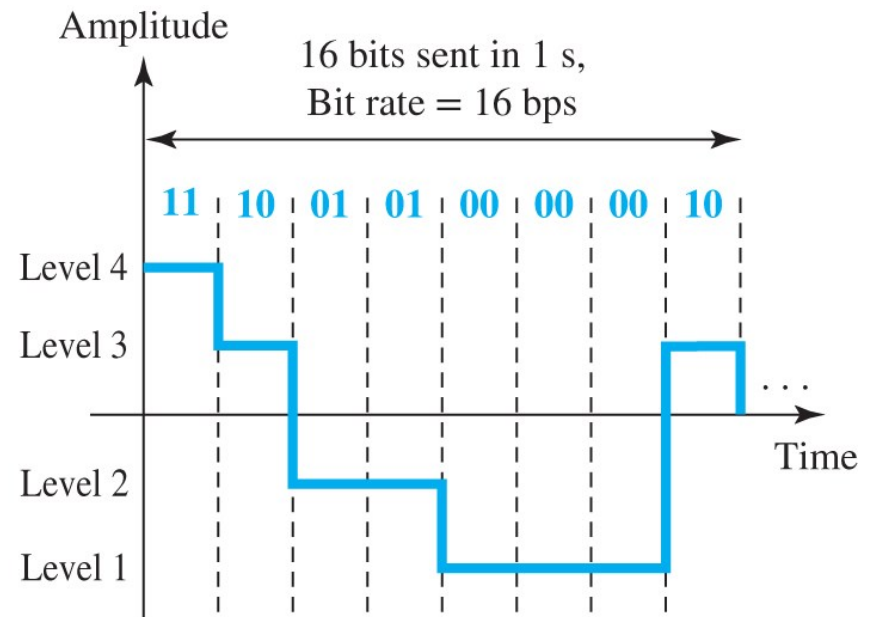 Amplitude
16 bits sent in 1 s,
Bit rate = 16 bps
11 10 01 01 00 00 00 10
Level 4
Level 3
. . .
Time
Level 2
Level 1